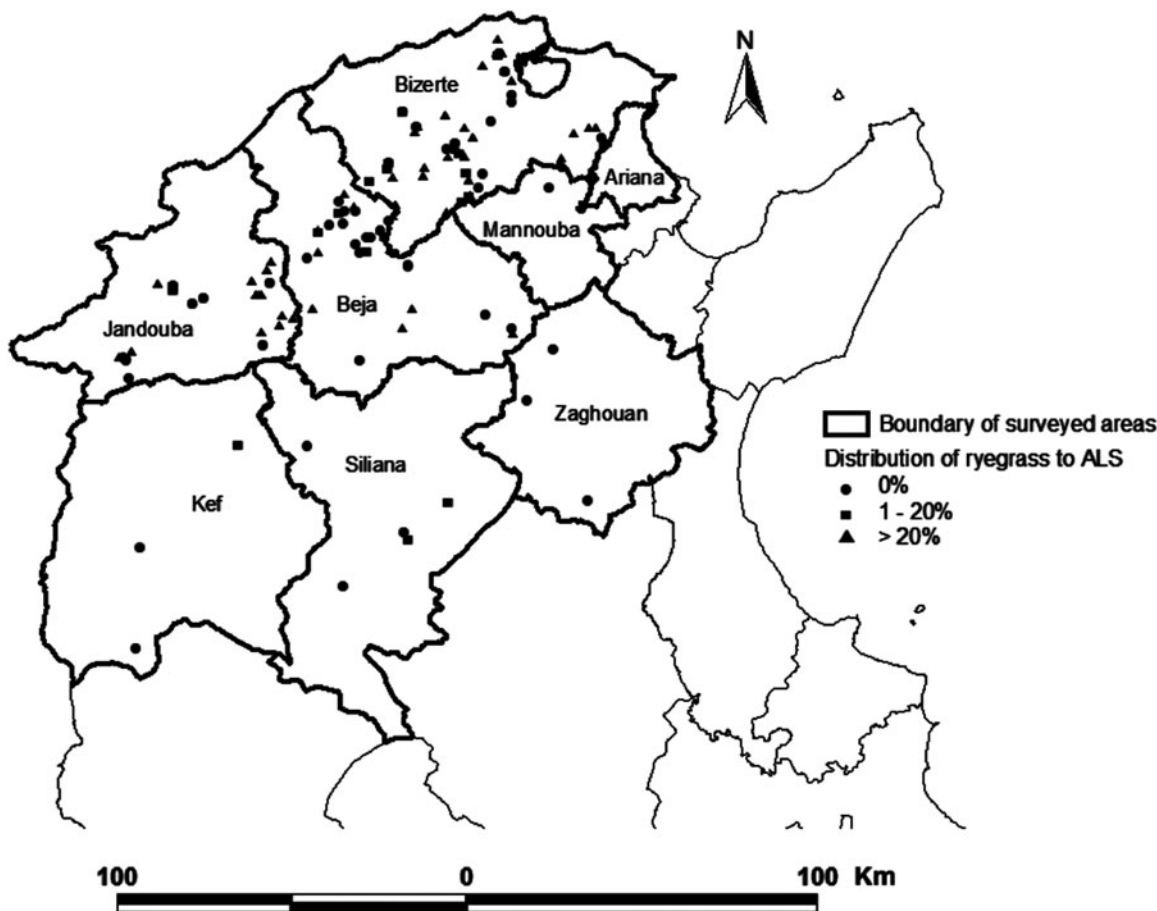 N
Bizerte
Ariana
Mannouba
Beja
Jandouba
Zaghouan
Siliana
Kef
Boundary of surveyed areas
Distribution of ryegrass to ALS
0%
1 - 20%
> 20%
100 0 100 Km